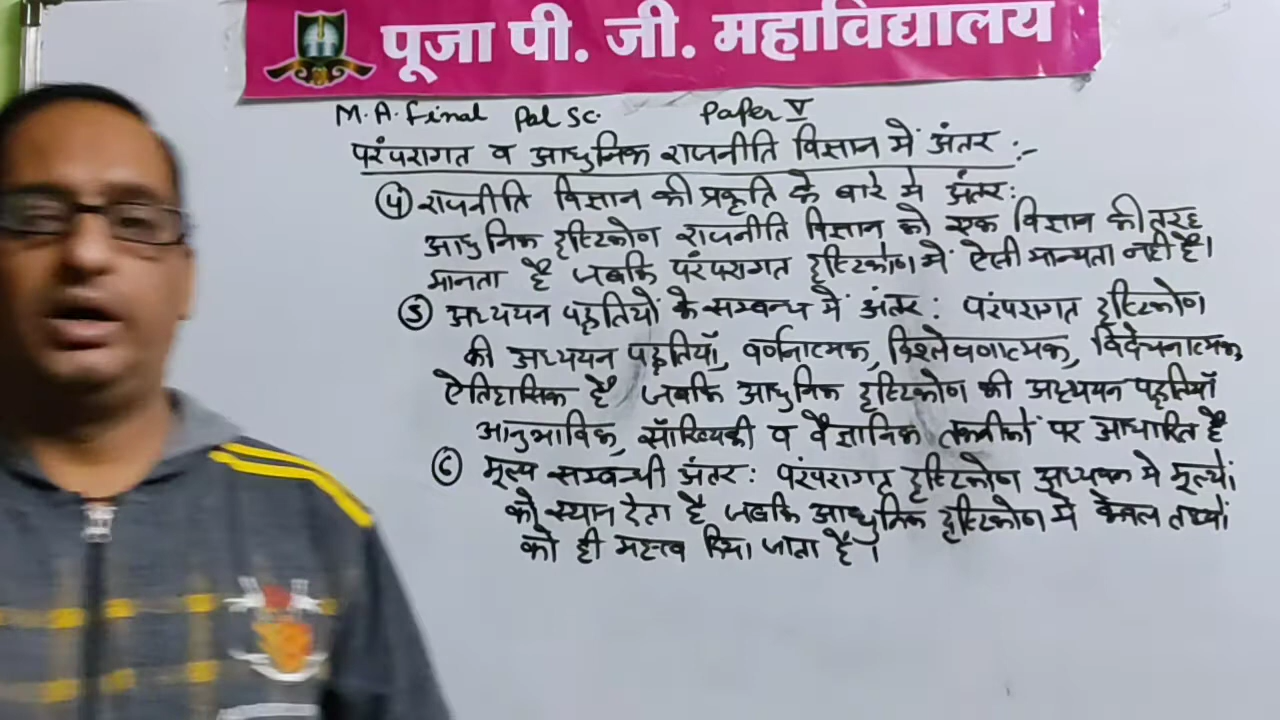 पूजा पी. जी. महाविद्यालय
M.A. Final Pol Sc. Paper V
परंपरागत व आधुनिक राजनीति विज्ञान में अंतर :-
④ राजनीति विज्ञान की प्रकृति के बारे में अंतर:
आधुनिक दृष्टिकोण राजनीति विज्ञान को एक विज्ञान की तरह
मानता है जबकि परंपरागत दृष्टिकोण में ऐसी मान्यता नहीं है।
⑤ अध्ययन पद्धतियों के सम्बन्ध में अंतर: परंपरागत दृष्टिकोण
की अध्ययन पद्धतियाँ, वर्णनात्मक, विश्लेषणात्मक, विवेचनात्मक,
ऐतिहासिक है जबकि आधुनिक दृष्टिकोण की अध्ययन पद्धतियाँ
आनुभाविक, सॉंख्यिकी व वैज्ञानिक तकनीकों पर आधारित है
⑥ मूल्य सम्बन्धी अंतर: परंपरागत दृष्टिकोण अध्ययन में मूल्यों
को स्थान देता है जबकि आधुनिक दृष्टिकोण में केवल तथ्यों
को ही महत्व दिया जाता है।